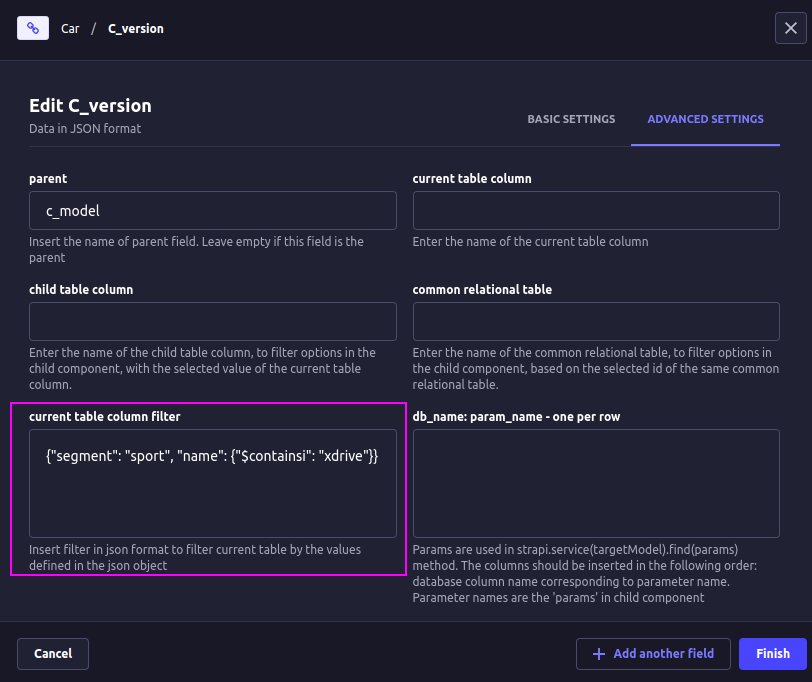 Car / C_version
Edit C_version
Data in JSON format
BASIC SETTINGS
ADVANCED SETTINGS
parent
c_model
Insert the name of parent field. Leave empty if this field is the
parent
current table column
Enter the name of the current table column
child table column
Enter the name of the child table column, to filter options in the
child component, with the selected value of the current table
column.
common relational table
Enter the name of the common relational table, to filter options in
the child component, based on the selected id of the same common
relational table.
current table column filter
{"segment": "sport", "name": {"$containsi": "xdrive"}}
Insert filter in json format to filter current table by the values
defined in the json object
db_name: param_name - one per row
Params are used in strapi.service(targetModel).find(params)
method. The columns should be inserted in the following order:
database column name corresponding to parameter name.
Parameter names are the 'params' in child component
Cancel
Add another field
Finish